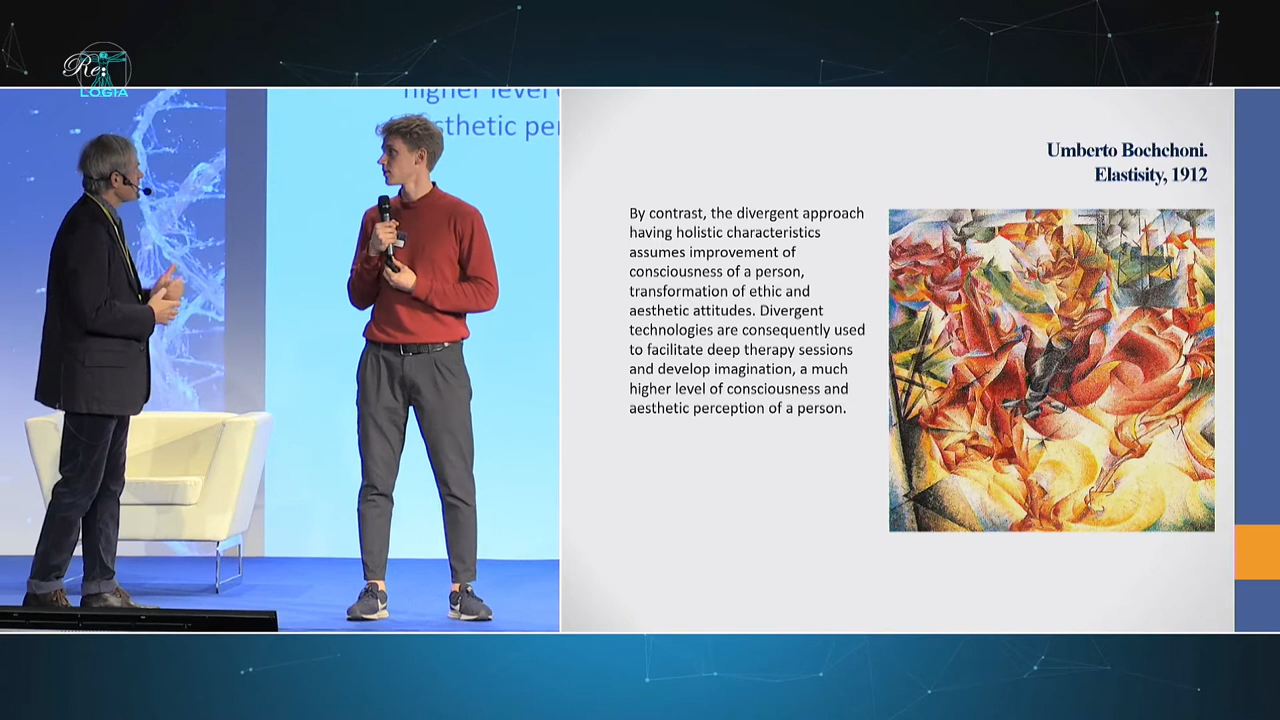 Re:
LOGIA
higher level
aesthetic per
Umberto Bochchoni.
Elastisity, 1912
By contrast, the divergent approach
having holistic characteristics
assumes improvement of
consciousness of a person,
transformation of ethic and
aesthetic attitudes. Divergent
technologies are consequently used
to facilitate deep therapy sessions
and develop imagination, a much
higher level of consciousness and
aesthetic perception of a person.